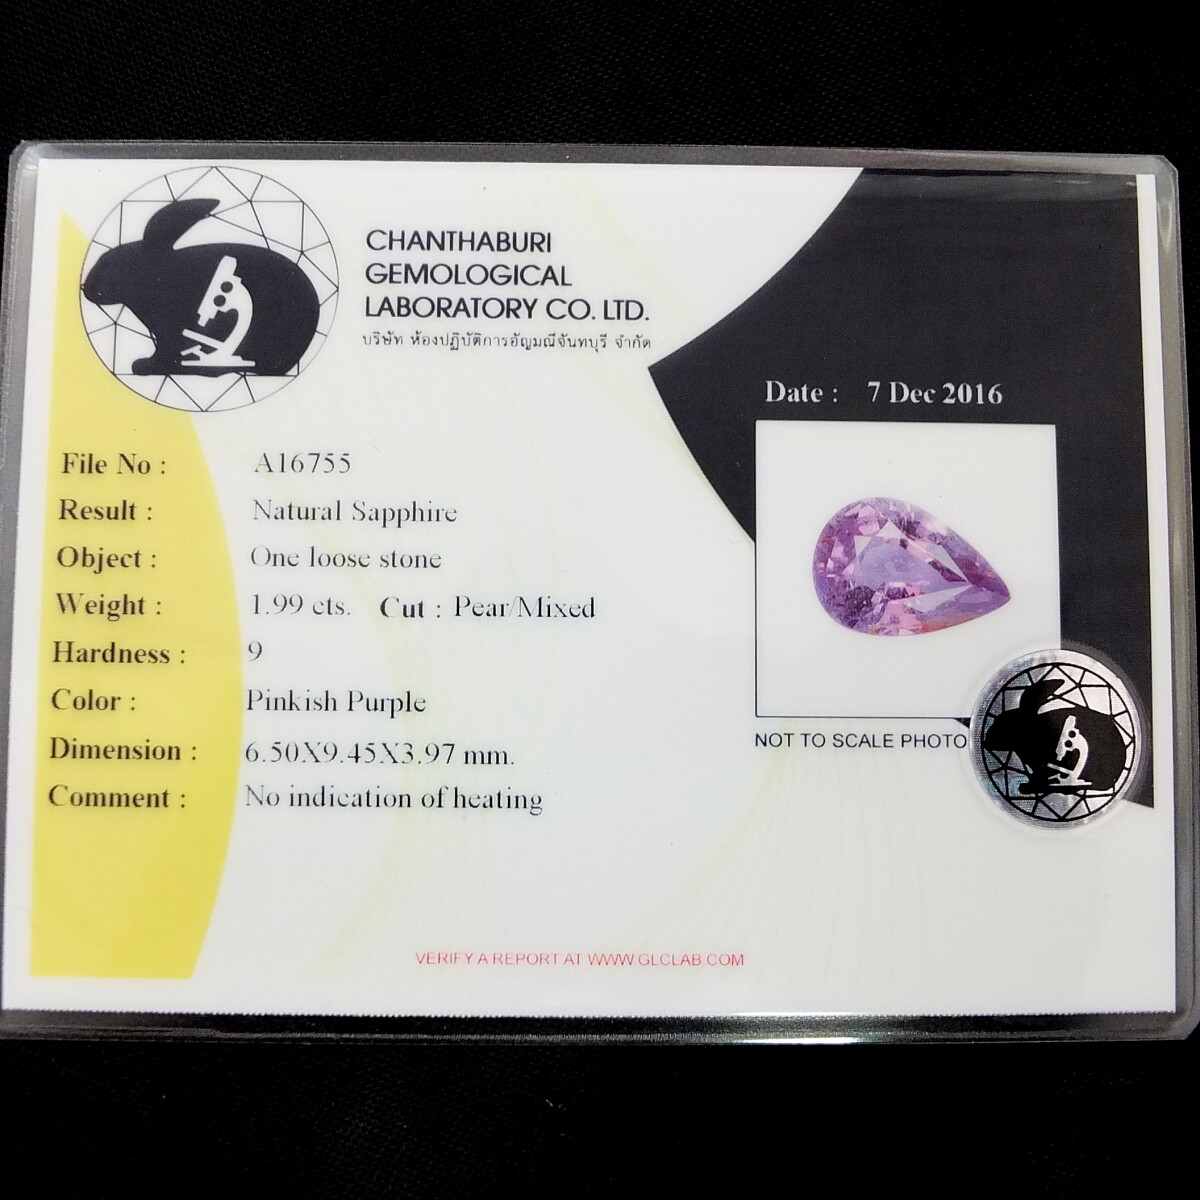 CHANTHABURI
GEMOLOGICAL
LABORATORY CO. LTD.
บริษัท ห้องปฏิบัติการอัญมณีจันทบุรี จำกัด
Date : 7 Dec 2016
File No : A16755
Result : Natural Sapphire
Object : One loose stone
Weight : 1.99 cts. Cut : Pear/Mixed
Hardness : 9
Color : Pinkish Purple
Dimension : 6.50X9.45X3.97 mm.
Comment : No indication of heating
NOT TO SCALE PHOTO
VERIFY A REPORT AT WWW.GLCLAB.COM